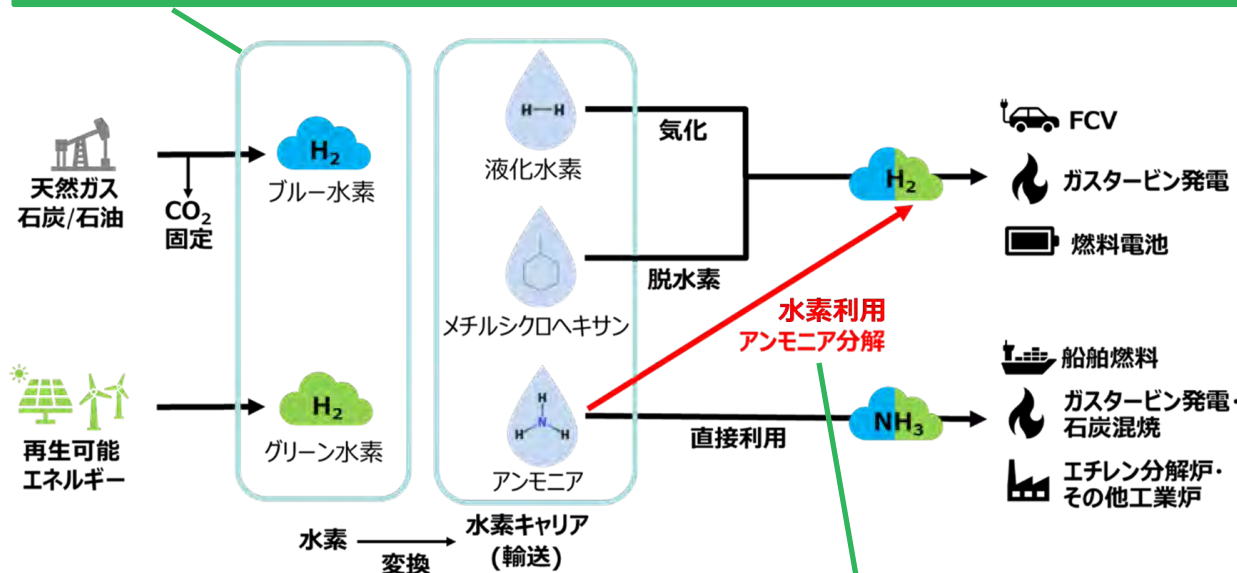 天然ガス
石炭/石油
CO₂
固定
H₂
ブルー水素
再生可能
エネルギー
H₂
グリーン水素
水素
変換
水素キャリア
(輸送)
H-H
液化水素
メチルシクロヘキサン
H
N
H
H
アンモニア
気化
脱水素
水素利用
アンモニア分解
直接利用
H₂
NH₃
FCV
ガスタービン発電
燃料電池
船舶燃料
ガスタービン発電・
石炭混焼
エチレン分解炉・
その他工業炉